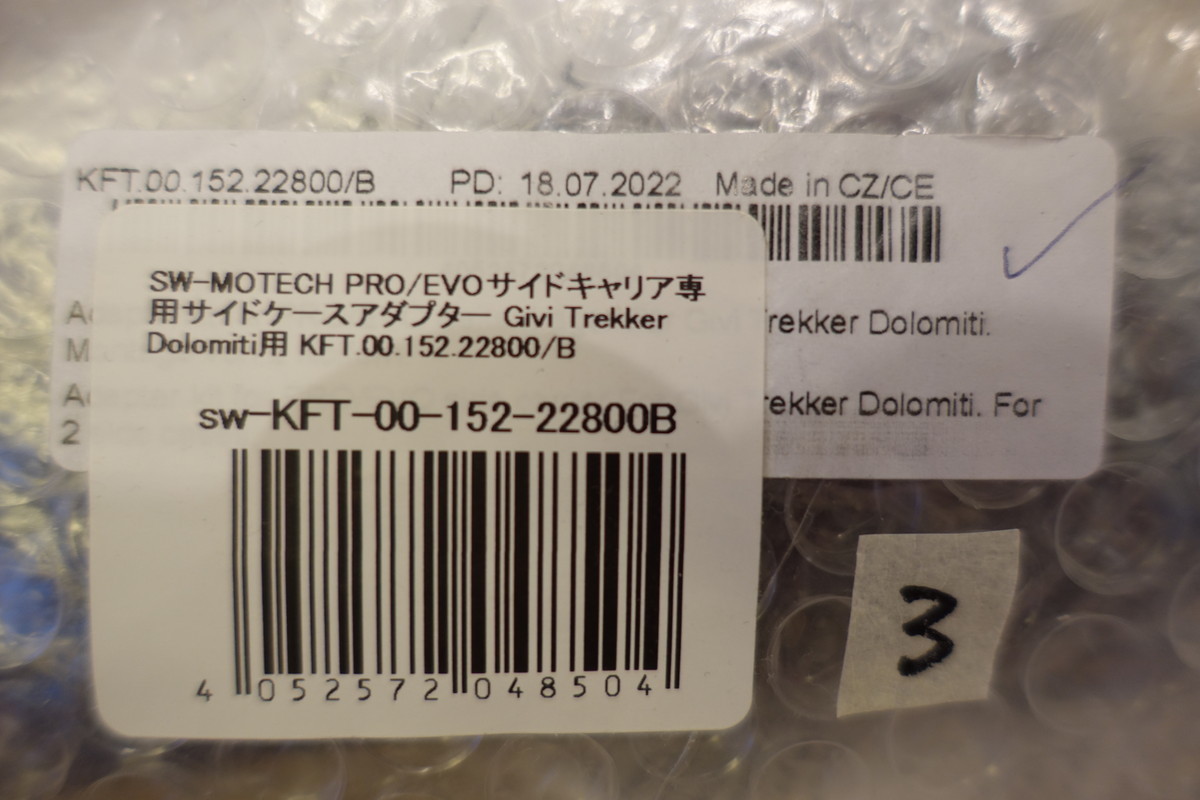 KFT.00.152.22800/B PD: 18.07.2022 Made in CZ/CE
SW-MOTECH PRO/EVOサイドキャリア専
用サイドケースアダプター Givi Trekker
Dolomiti用 KFT.00.152.22800/B
sw-KFT-00-152-22800B
4 052572 048504
Trekker Dolomiti.
Trekker Dolomiti. For
2
3